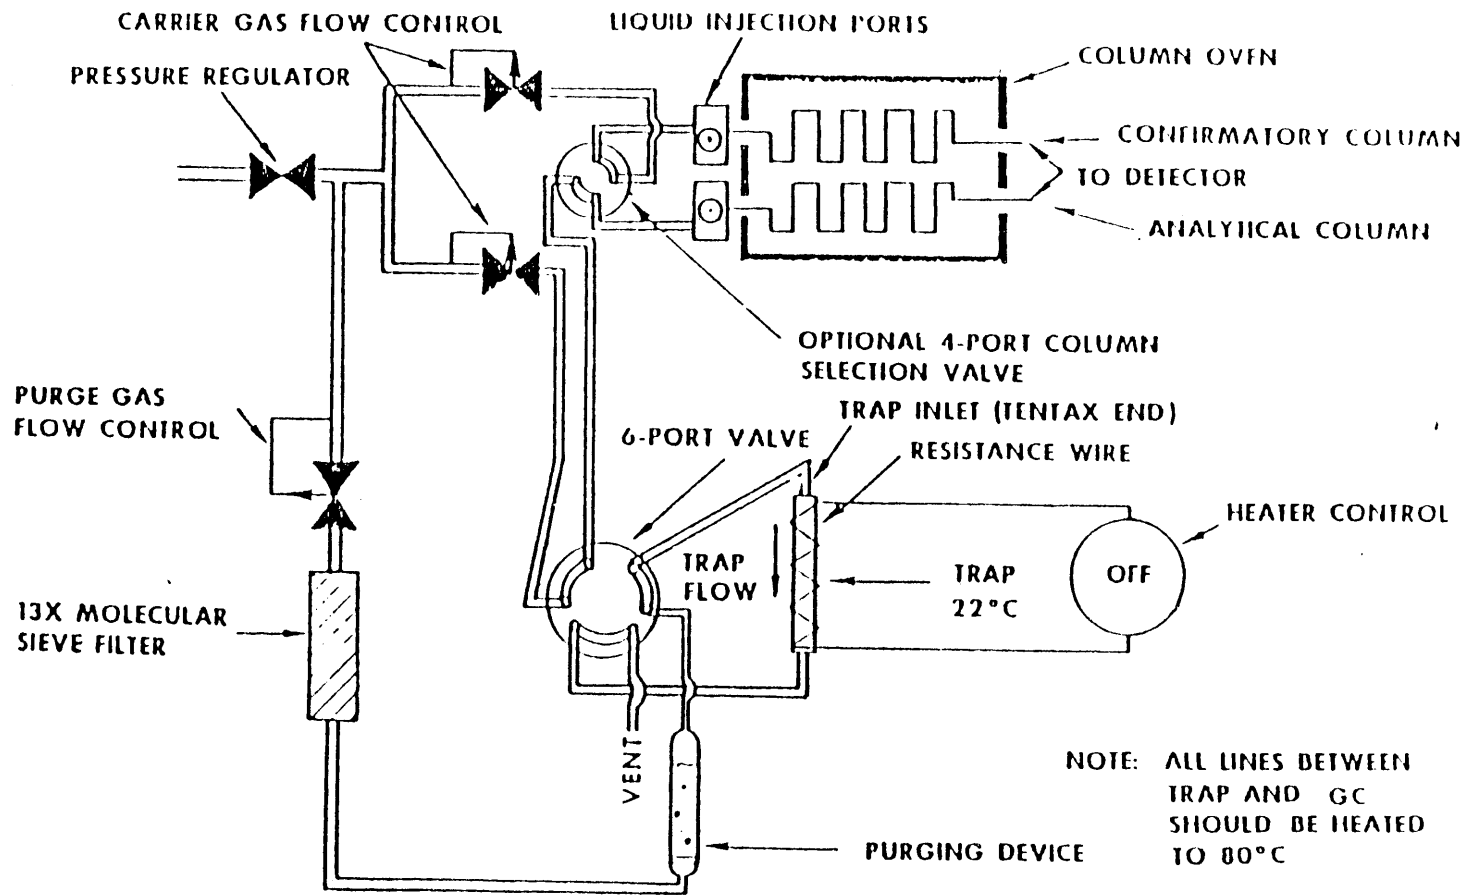 CARRIER GAS FLOW CONTROL
LIQUID INJECTION PORTS
PRESSURE REGULATOR
COLUMN OVEN
CONFIRMATORY COLUMN
TO DETECTOR
ANALYTICAL COLUMN
OPTIONAL 4-PORT COLUMN
SELECTION VALVE
PURGE GAS
FLOW CONTROL
TRAP INLET (TENTAX END)
6-PORT VALVE
RESISTANCE WIRE
HEATER CONTROL
TRAP
FLOW
TRAP
22°C
OFF
13X MOLECULAR
SIEVE FILTER
VENT
PURGING DEVICE
NOTE: ALL LINES BETWEEN
TRAP AND GC
SHOULD BE HEATED
TO 80°C